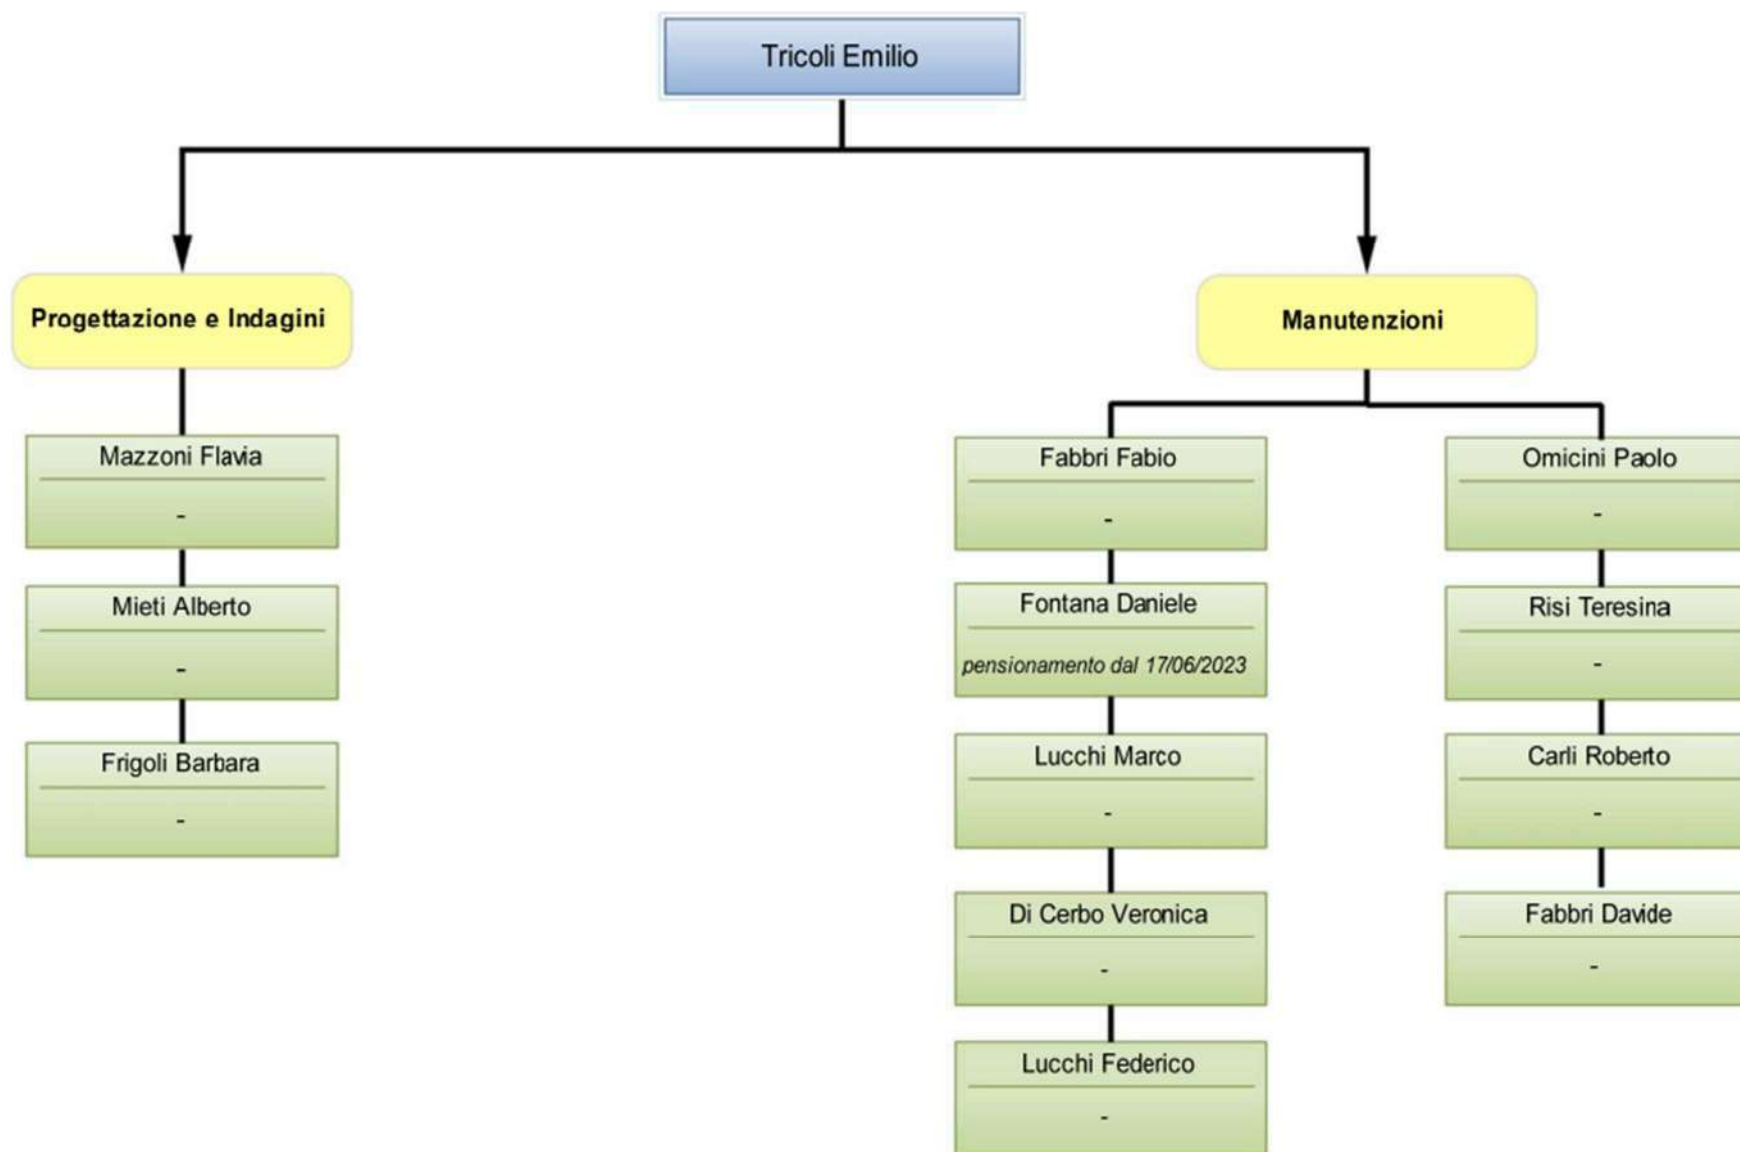 Tricoli Emilio
Progettazione e Indagini
Mazzoni Flavia
-
Mieti Alberto
-
Frigoli Barbara
-
Manutenzioni
Fabbri Fabio
-
Fontana Daniele
pensionamento dal 17/06/2023
Lucchi Marco
-
Di Cerbo Veronica
-
Lucchi Federico
-
Omicini Paolo
-
Risi Teresina
-
Carli Roberto
-
Fabbri Davide
-